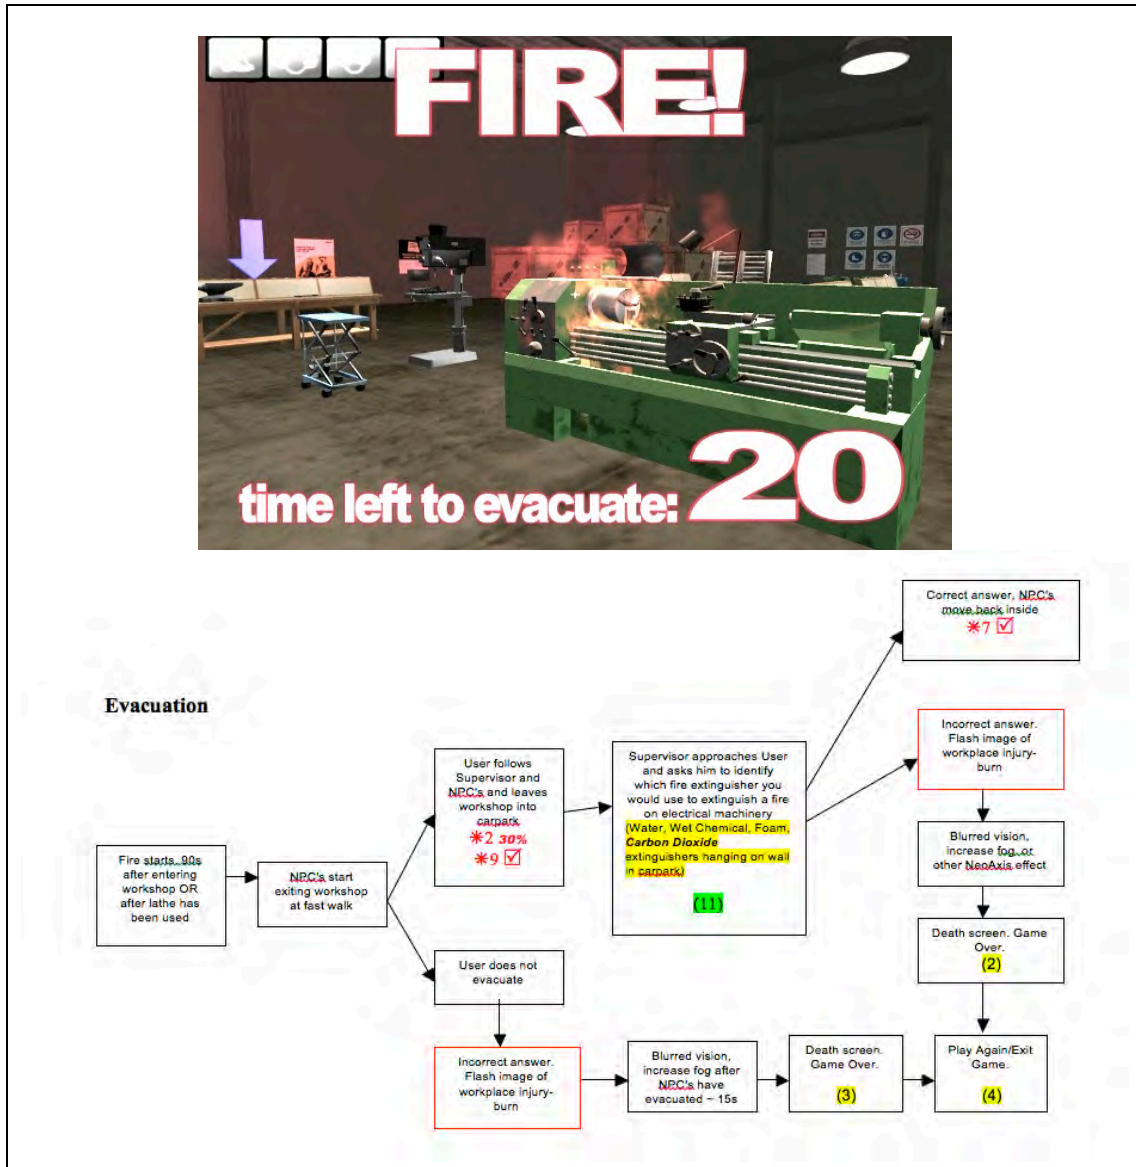 FIRE!
time left to evacuate: 20
Evacuation
Fire starts 90s
after entering
workshop OR
after lathe has
been used
NPC's start
exiting workshop
at fast walk
User follows
Supervisor and
NPC's and leaves
workshop into
carpark
*2 30%
*9 ☑
User does not
evacuate
Supervisor approaches User
and asks him to identify
which fire extinguisher you
would use to extinguish a fire
on electrical machinery
(Water, Wet Chemical, Foam,
Carbon Dioxide
extinguishers hanging on wall
in carpark)
(11)
Correct answer, NPC's
move back inside
*7 ☑
Incorrect answer.
Flash image of
workplace injury-
burn
Blurred vision,
increase fog, or
other NeoAxis effect
Death screen. Game
Over.
(2)
Incorrect answer.
Flash image of
workplace injury-
burn
Blurred vision,
increase fog after
NPC's have
evacuated ~ 15s
Death screen.
Game Over.
(3)
Play Again/Exit
Game.
(4)